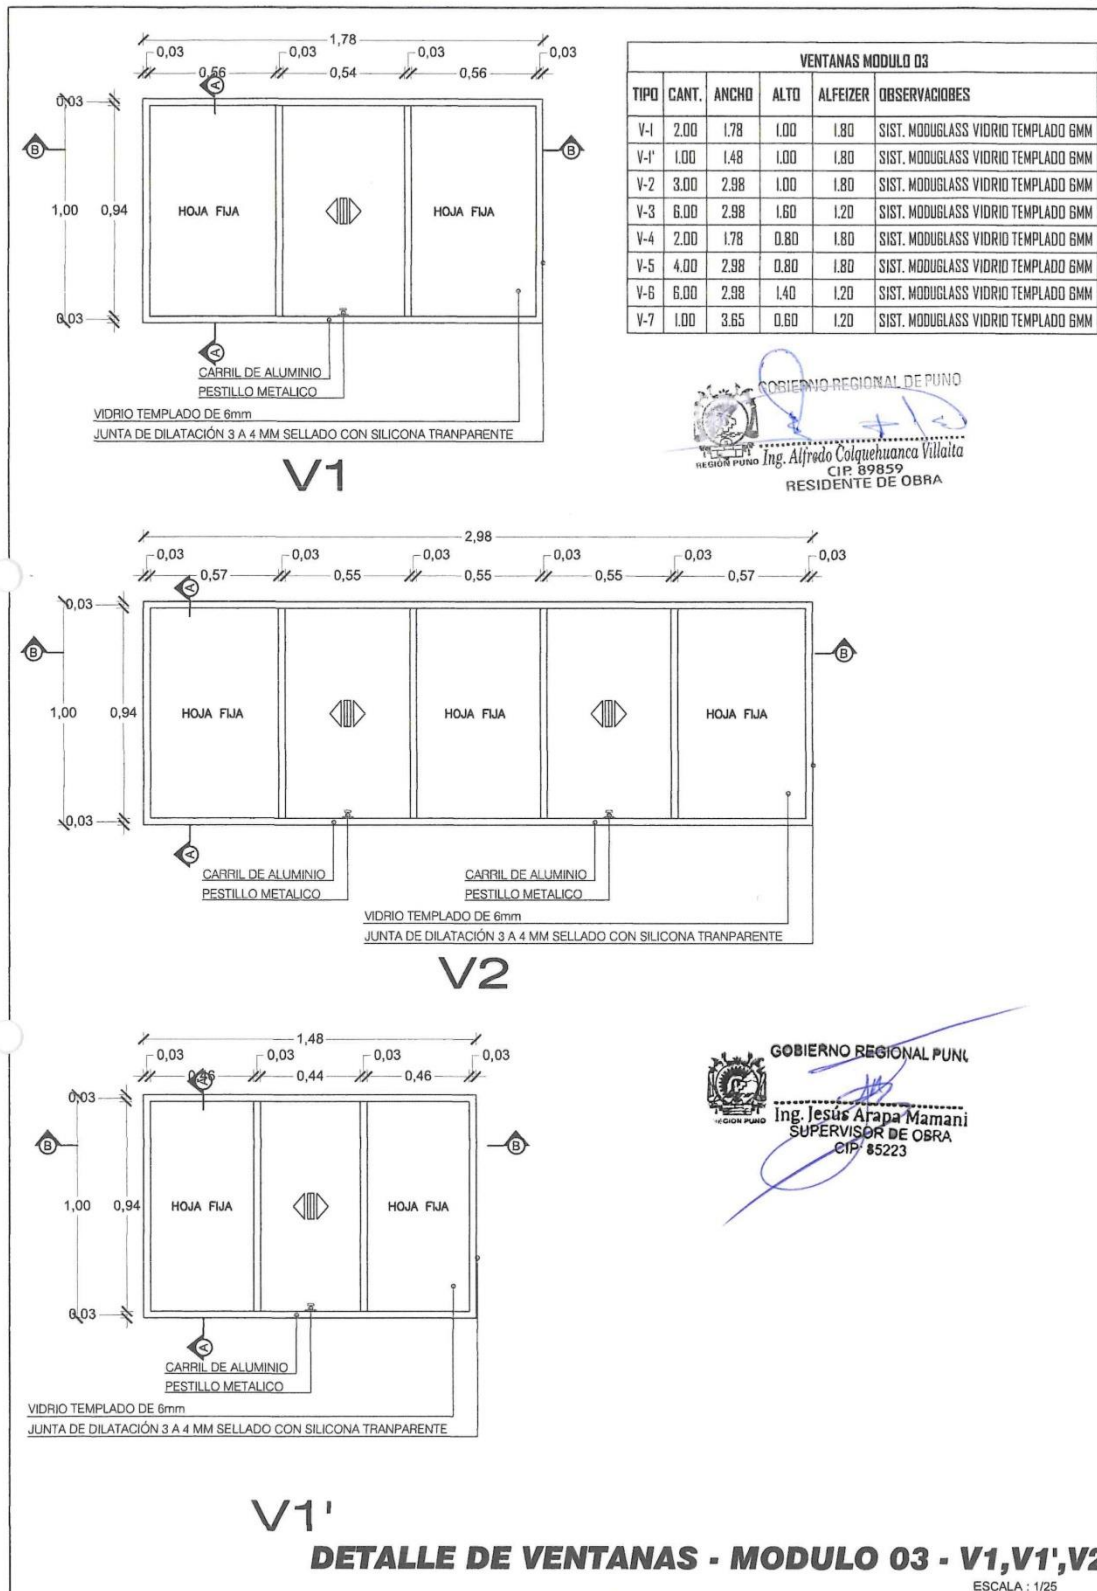 1,78
0,03 0,03 0,03 0,03
0,56 0,54 0,56
A
0,03
B B
1,00 0,94
HOJA FIJA HOJA FIJA
0,03
A
CARRIL DE ALUMINIO
PESTILLO METALICO
VIDRIO TEMPLADO DE 6mm
JUNTA DE DILATACIÓN 3 A 4 MM SELLADO CON SILICONA TRANPARENTE
V1
VENTANAS MODULO 03
TIPO CANT. ANCHO ALTO ALFEIZER OBSERVACIOBES
V-1 2.00 1.78 1.00 1.80 SIST. MODUGLASS VIDRIO TEMPLADO 6MM
V-1' 1.00 1.48 1.00 1.80 SIST. MODUGLASS VIDRIO TEMPLADO 6MM
V-2 3.00 2.98 1.00 1.80 SIST. MODUGLASS VIDRIO TEMPLADO 6MM
V-3 6.00 2.98 1.60 1.20 SIST. MODUGLASS VIDRIO TEMPLADO 6MM
V-4 2.00 1.78 0.80 1.80 SIST. MODUGLASS VIDRIO TEMPLADO 6MM
V-5 4.00 2.98 0.80 1.80 SIST. MODUGLASS VIDRIO TEMPLADO 6MM
V-6 6.00 2.98 1.40 1.20 SIST. MODUGLASS VIDRIO TEMPLADO 6MM
V-7 1.00 3.65 0.60 1.20 SIST. MODUGLASS VIDRIO TEMPLADO 6MM
GOBIERNO REGIONAL DE PUNO
REGIÓN PUNO
Ing. Alfredo Colquehuanca Villalta
CIP. 89859
RESIDENTE DE OBRA
2,98
0,03 0,03 0,03 0,03 0,03 0,03
0,57 0,55 0,55 0,55 0,57
A
0,03
B B
1,00 0,94
HOJA FIJA HOJA FIJA HOJA FIJA
0,03
A
CARRIL DE ALUMINIO CARRIL DE ALUMINIO
PESTILLO METALICO PESTILLO METALICO
VIDRIO TEMPLADO DE 6mm
JUNTA DE DILATACIÓN 3 A 4 MM SELLADO CON SILICONA TRANPARENTE
V2
1,48
0,03 0,03 0,03 0,03
0,46 0,44 0,46
A
0,03
B B
1,00 0,94
HOJA FIJA HOJA FIJA
0,03
A
CARRIL DE ALUMINIO
PESTILLO METALICO
VIDRIO TEMPLADO DE 6mm
JUNTA DE DILATACIÓN 3 A 4 MM SELLADO CON SILICONA TRANPARENTE
V1'
GOBIERNO REGIONAL PUN
REGION PUNO
Ing. Jesús Arapa Mamani
SUPERVISOR DE OBRA
CIP. 85223
DETALLE DE VENTANAS - MODULO 03 - V1,V1',V2
ESCALA : 1/25